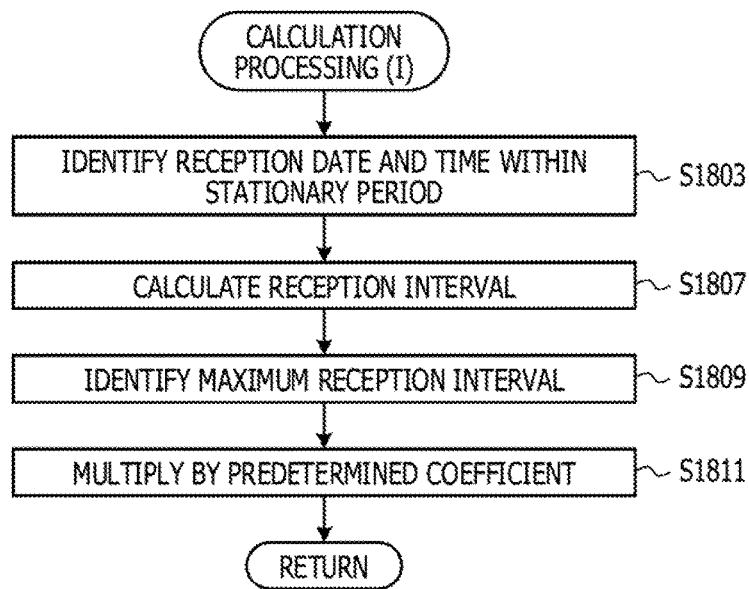 CALCULATION
PROCESSING (I)
IDENTIFY RECEPTION DATE AND TIME WITHIN
STATIONARY PERIOD
S1803
CALCULATE RECEPTION INTERVAL
S1807
IDENTIFY MAXIMUM RECEPTION INTERVAL
S1809
MULTIPLY BY PREDETERMINED COEFFICIENT
S1811
RETURN